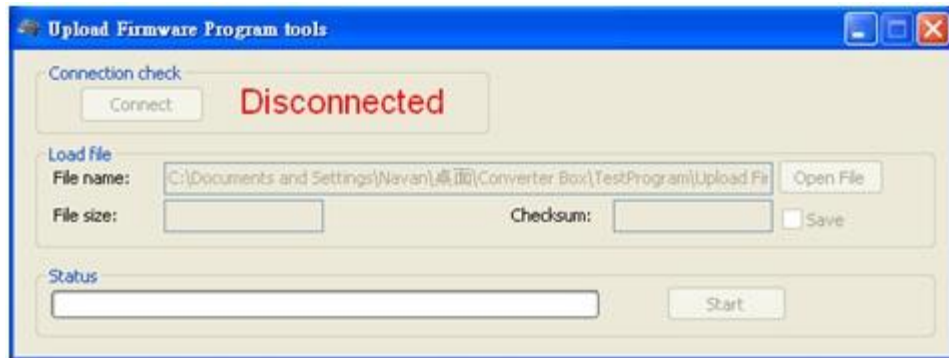 Upload Firmware Program tools
Connection check
Connect
Disconnected
Load file
File name:
C:\Documents and Settings\Navan\桌面\Converter Box\TestProgram\Upload Fir
Open File
File size:
Checksum:
Save
Status
Start